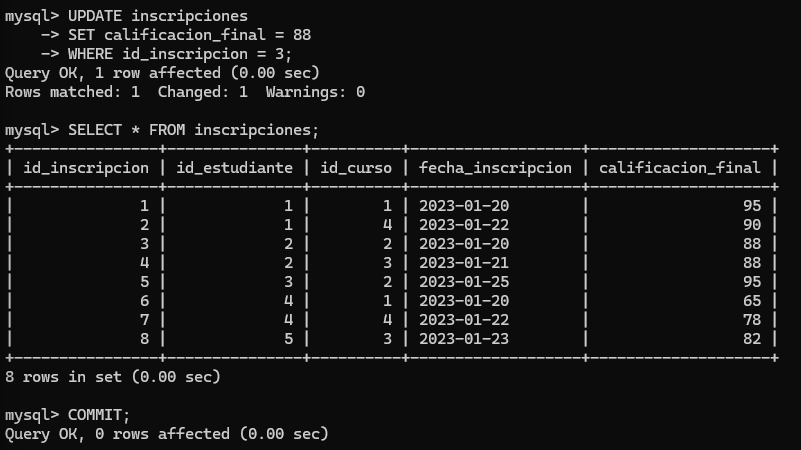 mysql> UPDATE inscripciones
    -> SET calificacion_final = 88
    -> WHERE id_inscripcion = 3;
Query OK, 1 row affected (0.00 sec)
Rows matched: 1  Changed: 1  Warnings: 0

mysql> SELECT * FROM inscripciones;
+----------------+---------------+----------+-------------------+--------------------+
| id_inscripcion | id_estudiante | id_curso | fecha_inscripcion | calificacion_final |
+----------------+---------------+----------+-------------------+--------------------+
|              1 |             1 |        1 | 2023-01-20        |                 95 |
|              2 |             1 |        4 | 2023-01-22        |                 90 |
|              3 |             2 |        2 | 2023-01-20        |                 88 |
|              4 |             2 |        3 | 2023-01-21        |                 88 |
|              5 |             3 |        2 | 2023-01-25        |                 95 |
|              6 |             4 |        1 | 2023-01-20        |                 65 |
|              7 |             4 |        4 | 2023-01-22        |                 78 |
|              8 |             5 |        3 | 2023-01-23        |                 82 |
+----------------+---------------+----------+-------------------+--------------------+
8 rows in set (0.00 sec)

mysql> COMMIT;
Query OK, 0 rows affected (0.00 sec)